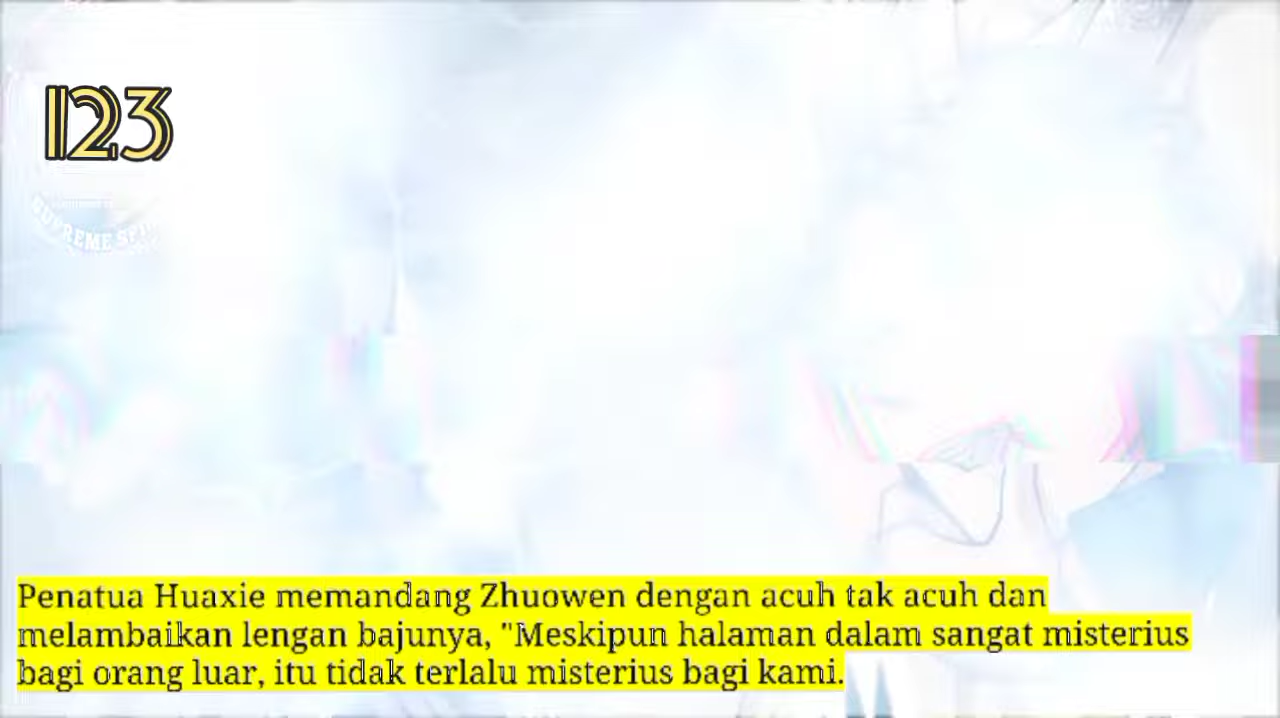 123
SUPREME
Penatua Huaxie memandang Zhuowen dengan acuh tak acuh dan
melambaikan lengan bajunya, "Meskipun halaman dalam sangat misterius
bagi orang luar, itu tidak terlalu misterius bagi kami.